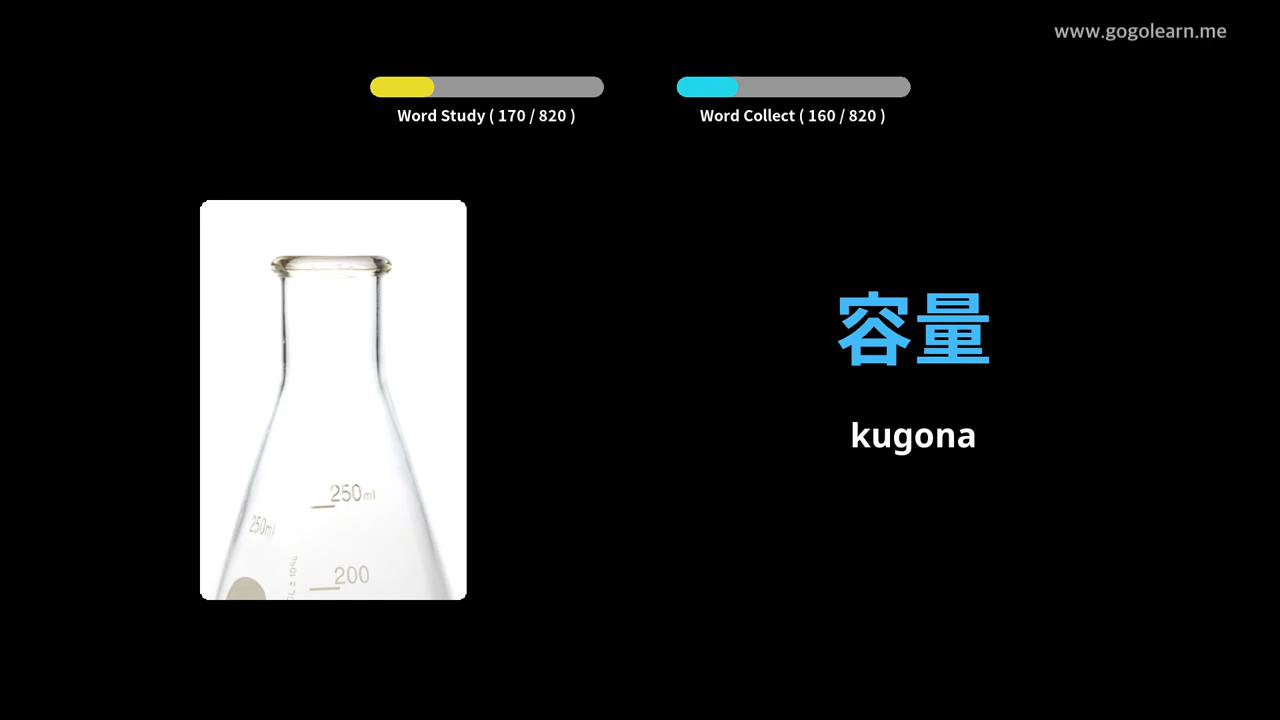 www.gogolearn.me
Word Study ( 170 / 820 )
Word Collect ( 160 / 820 )
容量
kugona
250ml
250ml
200